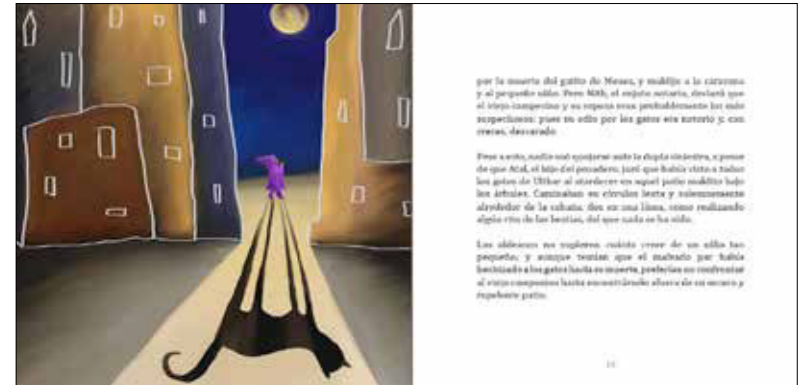 por la muerte del gatito de Menes, y maldijo a la caravana
y al pequeño niño. Pero Nith, el enjuto notario, declaró que
el viejo campesino y su esposa eran probablemente los más
sospechosos; pues su odio por los gatos era notorio y, con
creces, descarado.
Pese a esto, nadie osó quejarse ante la dupla siniestra, a pesar
de que Atal, el hijo del posadero, juró que había visto a todos
los gatos de Ulthar al atardecer en aquel patio maldito bajo
los árboles. Caminaban en círculos lenta y solemnemente
alrededor de la cabaña, dos en una línea, como realizando
algún rito de las bestias, del que nada se ha oído.
Los aldeanos no supieron cuánto creer de un niño tan
pequeño, y aunque temían que el malvado par había
hechizado a los gatos hasta su muerte, preferían no confrontar
al viejo campesino hasta encontrárselo afuera de su oscuro y
repelente patio.